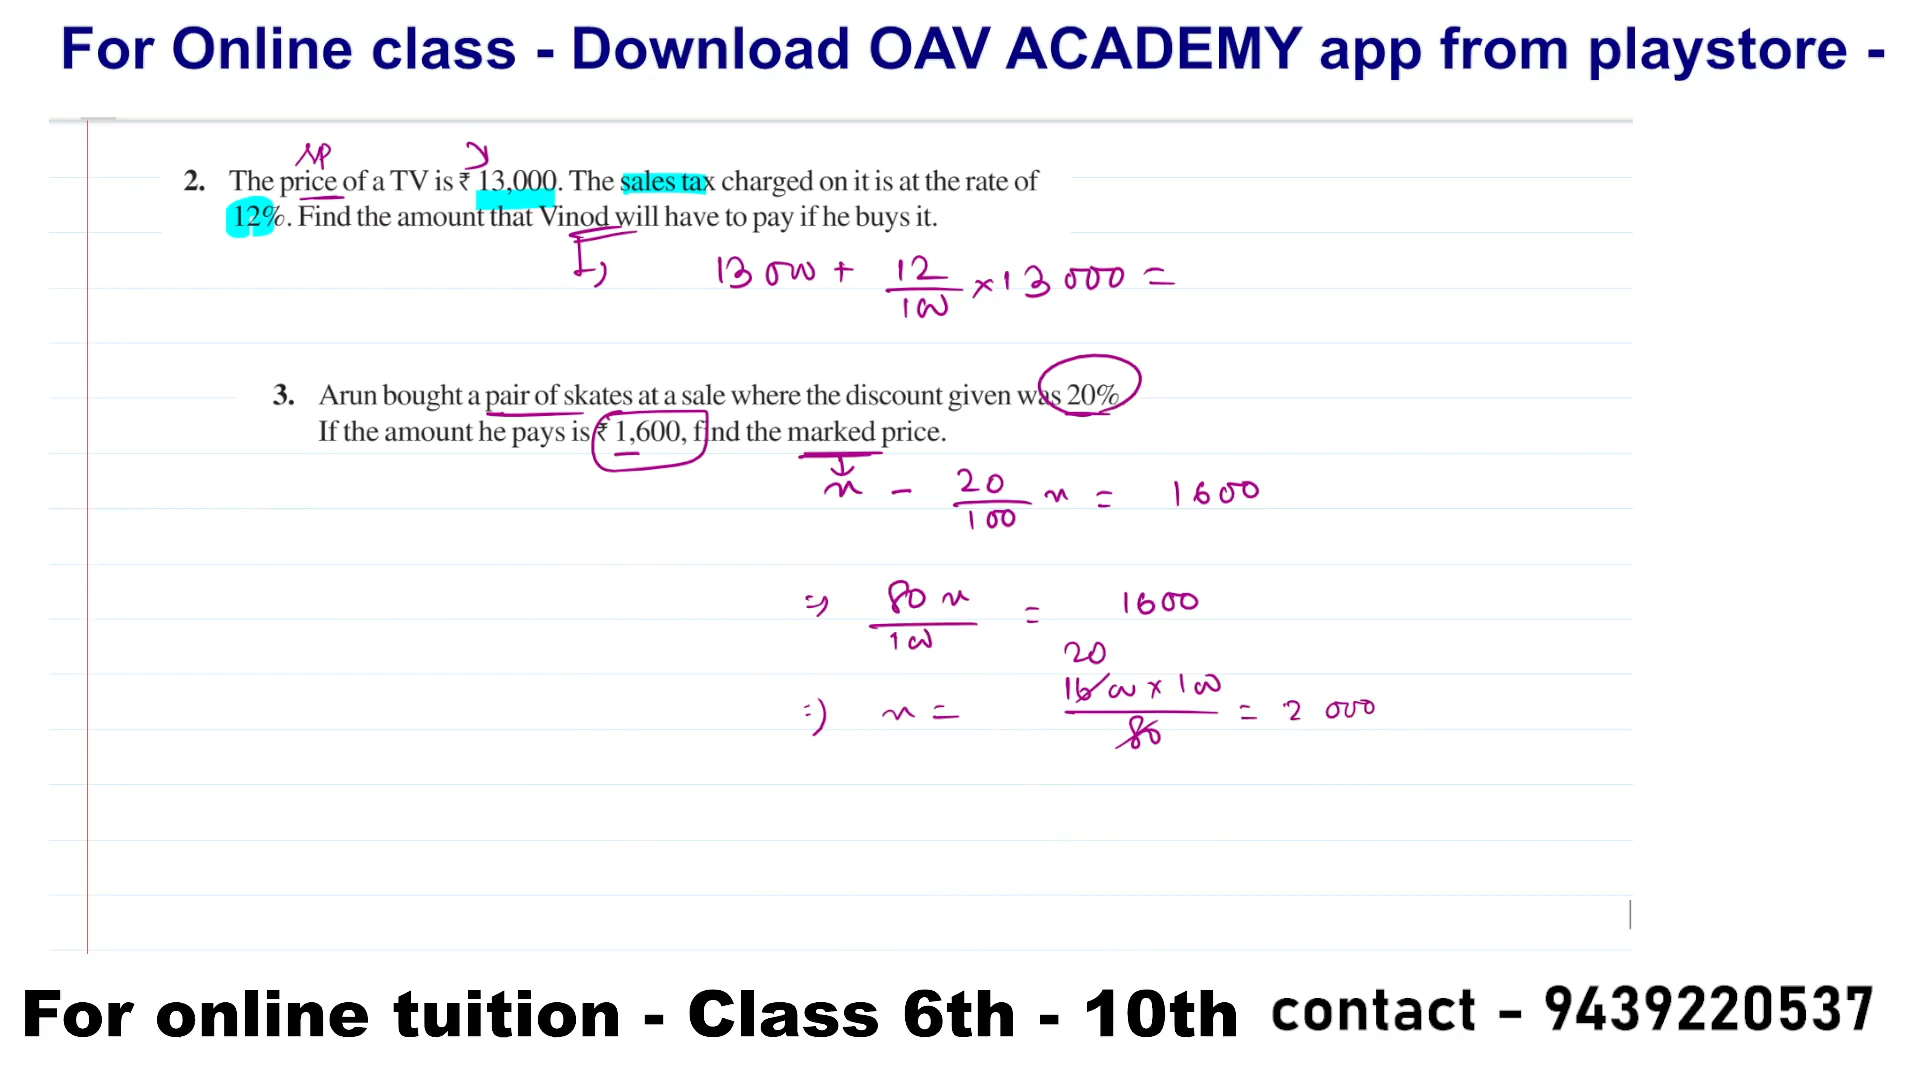 For Online class - Download OAV ACADEMY app from playstore -
2. The price of a TV is ₹ 13,000. The sales tax charged on it is at the rate of
12%. Find the amount that Vinod will have to pay if he buys it.
13000 + 12/100 × 13000 =
3. Arun bought a pair of skates at a sale where the discount given was 20%
If the amount he pays is ₹ 1,600, find the marked price.
x - 20/100 x = 1600
⇒ 80x/100 = 1600
20
⇒ x = 1600 × 100/80 = 2000
For online tuition - Class 6th - 10th contact - 9439220537